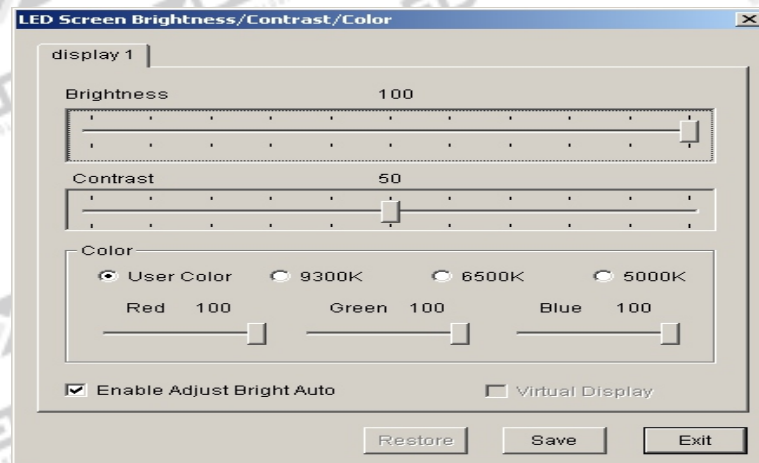 LED Screen Brightness/Contrast/Color
display 1
Brightness 100
Contrast 50
Color
User Color 9300K 6500K 5000K
Red 100 Green 100 Blue 100
Enable Adjust Bright Auto Virtual Display
Restore Save Exit